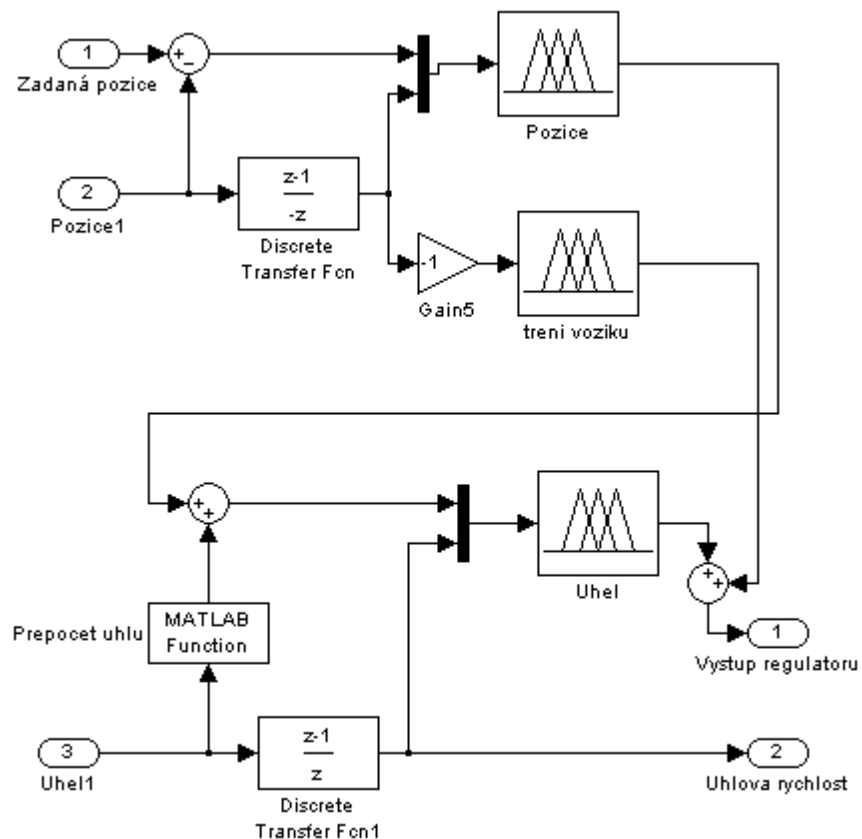 1
Zadaná pozice
+
−
Pozice
2
Pozice1
z-1
-z
Discrete
Transfer Fcn
-1
Gain5
treni voziku
+
+
Uhel
+
+
Prepocet uhlu
MATLAB
Function
1
Vystup regulatoru
3
Uhel1
z-1
z
Discrete
Transfer Fcn1
2
Uhlova rychlost